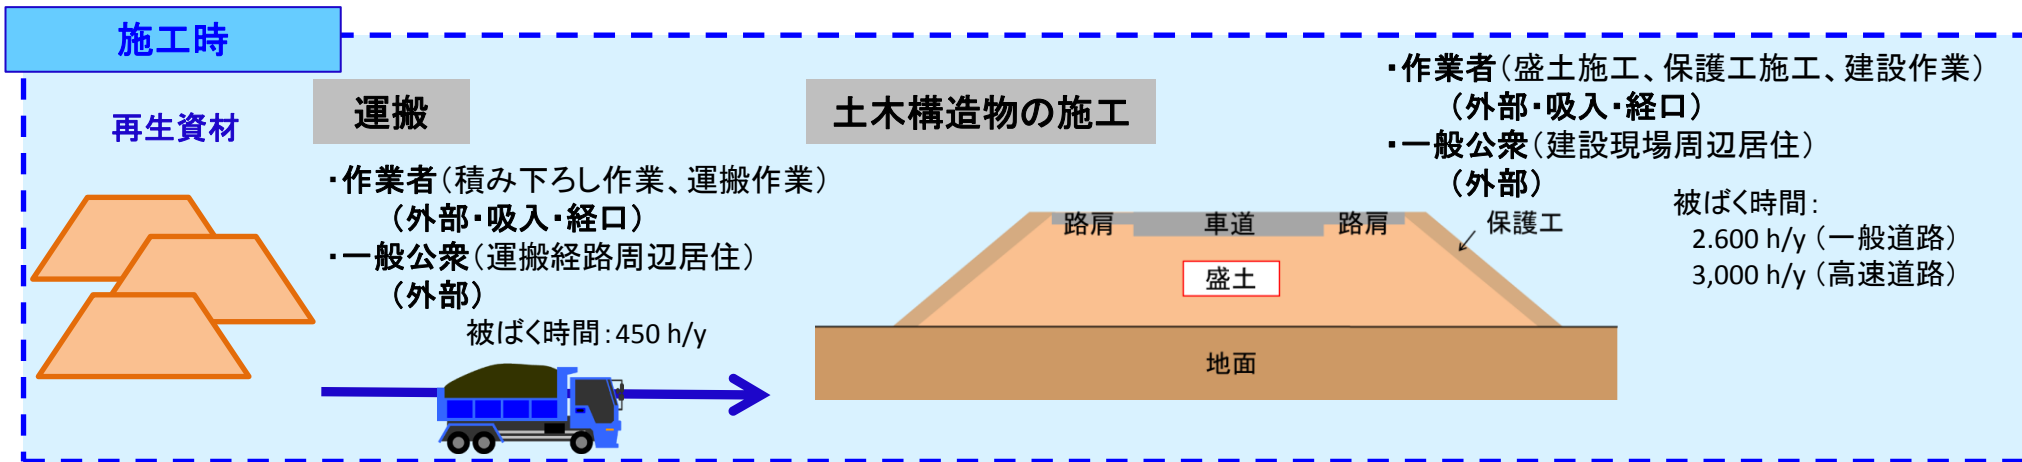 施工時
再生資材
運搬
・作業者（積み下ろし作業、運搬作業）
（外部・吸入・経口）
・一般公衆（運搬経路周辺居住）
（外部）
被ばく時間：450 h/y
土木構造物の施工
・作業者（盛土施工、保護工施工、建設作業）
（外部・吸入・経口）
・一般公衆（建設現場周辺居住）
（外部）
被ばく時間：
2.600 h/y（一般道路）
3,000 h/y（高速道路）
路肩 車道 路肩
保護工
盛土
地面